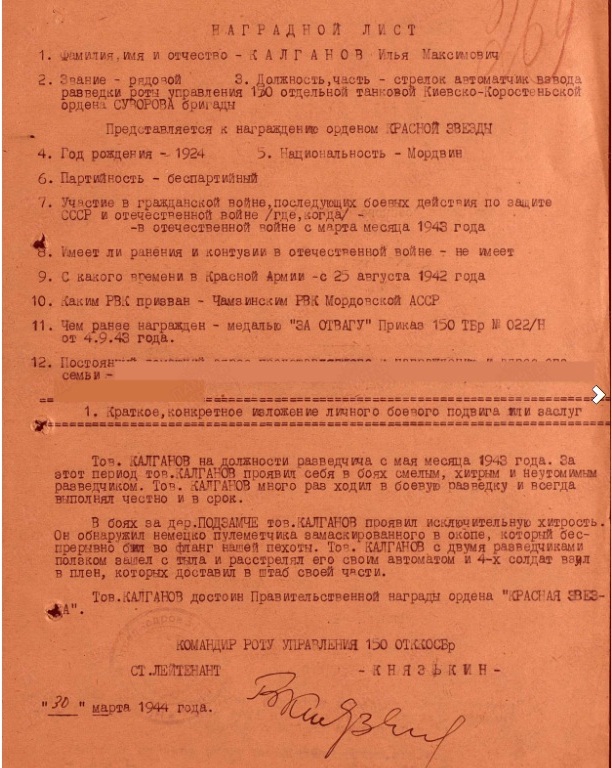 НАГРАДНОЙ ЛИСТ
1. Фамилия,имя и отчество - КАЛГАНОВ Илья Максимович
2. Звание - рядовой 3. Должность,часть - стрелок автоматчик взвода
разведки роты управления 150 отдельной танковой Киевско-Коростеньской
ордена СУВОРОВА бригады
Представляется к награждению орденом КРАСНОЙ ЗВЕЗДЫ
4. Год рождения - 1924 5. Национальность - Мордвин
6. Партийность - беспартийный
7. Участие в гражданской войне,последующих боевых действия по защите
СССР и отечественной войне /где,когда/ -
-в отечественной войне с марта месяца 1943 года
8. Имеет ли ранения и контузии в отечественной войне - не имеет
9. С какого времени в Красной Армии -с 25 августа 1942 года
10. Каким РВК призван - Чамзинским РВК Мордовской АССР
11. Чем ранее награжден - медалью "ЗА ОТВАГУ" Приказ 150 ТБр № 022/Н
от 4.9.43 года.
12. Постоянный
семьи -
1. Краткое,конкретное изложение личного боевого подвига или заслуг
Тов. КАЛГАНОВ на должности разведчича с мая месяца 1943 года. За
этот период тов.КАЛГАНОВ проявил себя в боях смелым, хитрым и неутомимым
разведчиком. Тов. КАЛГАНОВ много раз ходил в боевую разведку и всегда
выполнял честно и в срок.
В боях за дер.ПОДЗАМЧЕ тов.КАЛГАНОВ проявил исключительную хитрость.
Он обнаружил немецко пулеметчика замаскированного в окопе, который бес-
прерывно бил во фланг нашей пехоты. Тов. КАЛГАНОВ с двумя разведчиками
ползком зашел с тыла и расстрелял его своим автоматом и 4-х солдат взял
в плен, которых доставил в штаб своей части.
Тов.КАЛГАНОВ достоин Правительственной награды ордена "КРАСНАЯ ЗВЕЗ-
ДА".
КОМАНДИР РОТУ УПРАВЛЕНИЯ 150 ОТККОСБр
СТ.ЛЕЙТЕНАНТ - КНЯЗЬКИН -
"30" марта 1944 года.